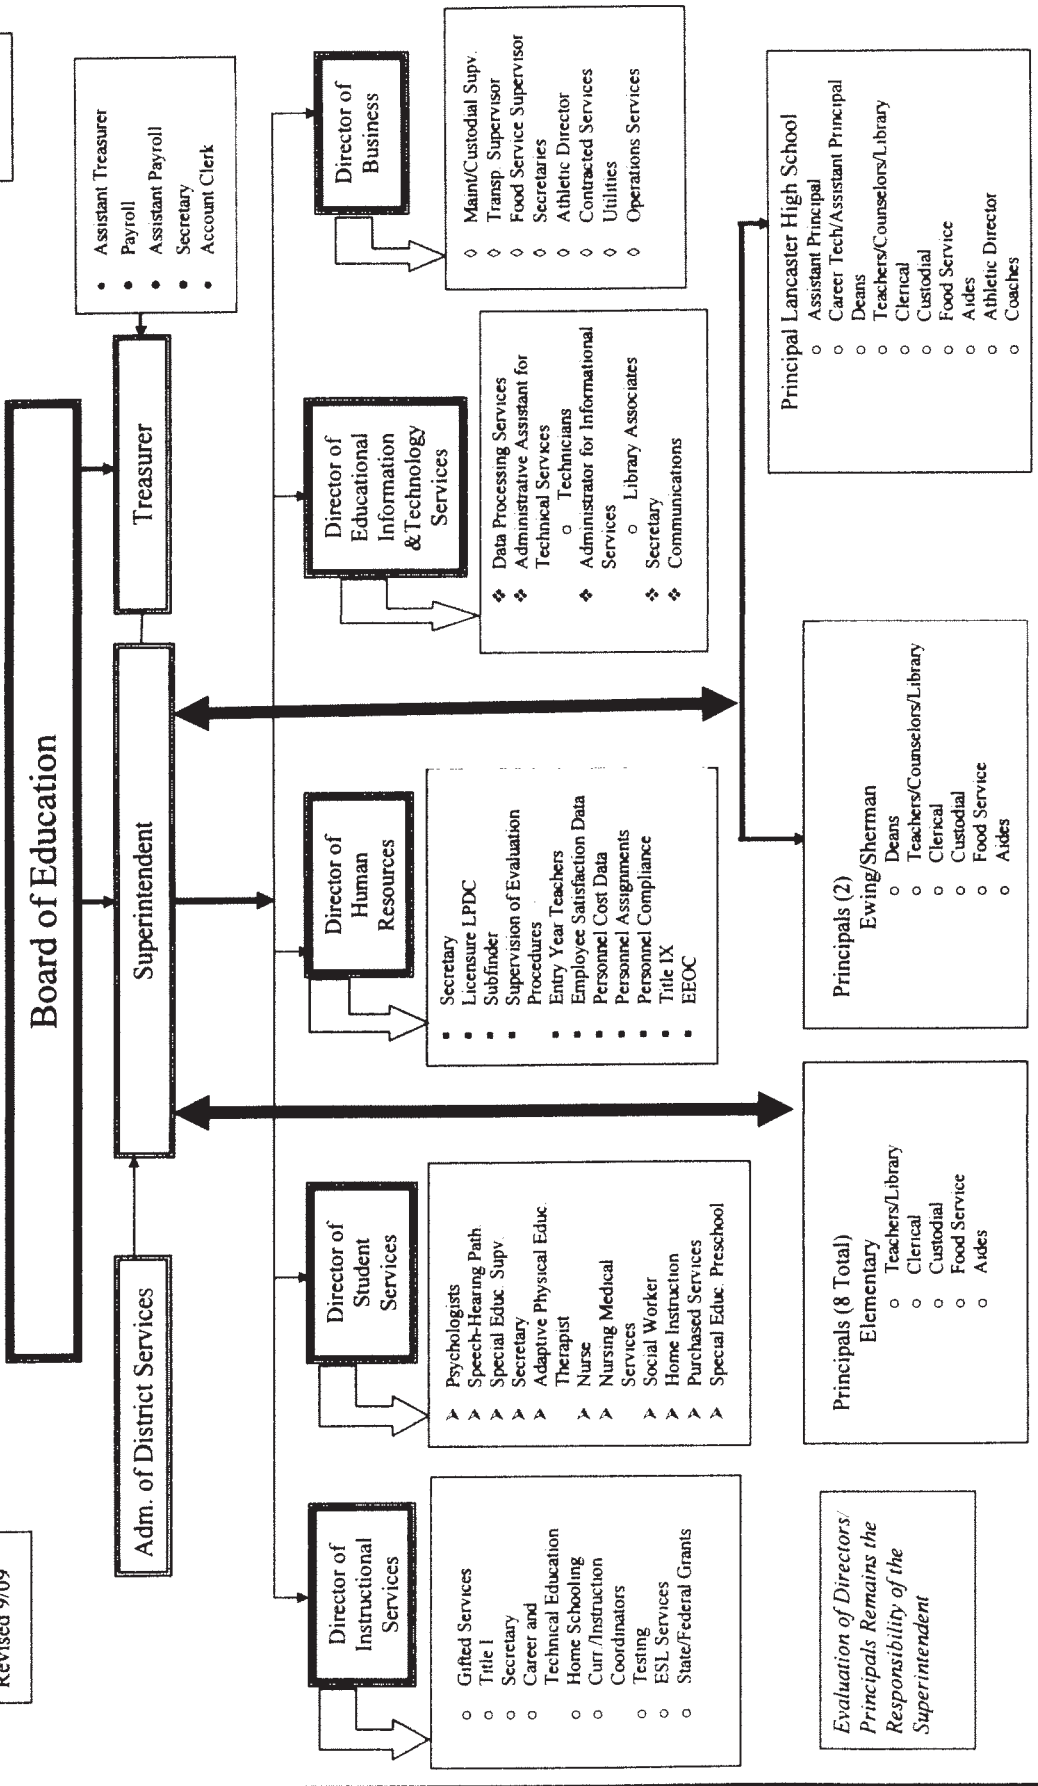 Revised 9/09
Board of Education
Adm. of District Services
Superintendent
Treasurer
• Assistant Treasurer
• Payroll
• Assistant Payroll
• Secretary
• Account Clerk
Director of
Instructional
Services
○ Gifted Services
○ Title I
○ Secretary
○ Career and
Technical Education
○ Home Schooling
○ Curr./Instruction
Coordinators
○ Testing
○ ESL Services
○ State/Federal Grants
Director of
Student
Services
➢ Psychologists
➢ Speech-Hearing Path.
➢ Special Educ. Supv.
➢ Secretary
➢ Adaptive Physical Educ.
Therapist
➢ Nurse
➢ Nursing Medical
Services
➢ Social Worker
➢ Home Instruction
➢ Purchased Services
➢ Special Educ. Preschool
Director of
Human
Resources
▪ Secretary
▪ Licensure LPDC
▪ Subfinder
▪ Supervision of Evaluation
Procedures
▪ Entry Year Teachers
▪ Employee Satisfaction Data
▪ Personnel Cost Data
▪ Personnel Assignments
▪ Personnel Compliance
▪ Title IX
▪ EEOC
Director of
Educational
Information
&Technology
Services
❖ Data Processing Services
❖ Administrative Assistant for
Technical Services
○ Technicians
❖ Administrator for Informational
Services
○ Library Associates
❖ Secretary
❖ Communications
Director of
Business
◊ Maint/Custodial Supv.
◊ Transp. Supervisor
◊ Food Service Supervisor
◊ Secretaries
◊ Athletic Director
◊ Contracted Services
◊ Utilities
◊ Operations Services
Evaluation of Directors/
Principals Remains the
Responsibility of the
Superintendent
Principals (8 Total)
Elementary
○ Teachers/Library
○ Clerical
○ Custodial
○ Food Service
○ Aides
Principals (2)
Ewing/Sherman
○ Deans
○ Teachers/Counselors/Library
○ Clerical
○ Custodial
○ Food Service
○ Aides
Principal Lancaster High School
○ Assistant Principal
○ Career Tech/Assistant Principal
○ Deans
○ Teachers/Counselors/Library
○ Clerical
○ Custodial
○ Food Service
○ Aides
○ Athletic Director
○ Coaches